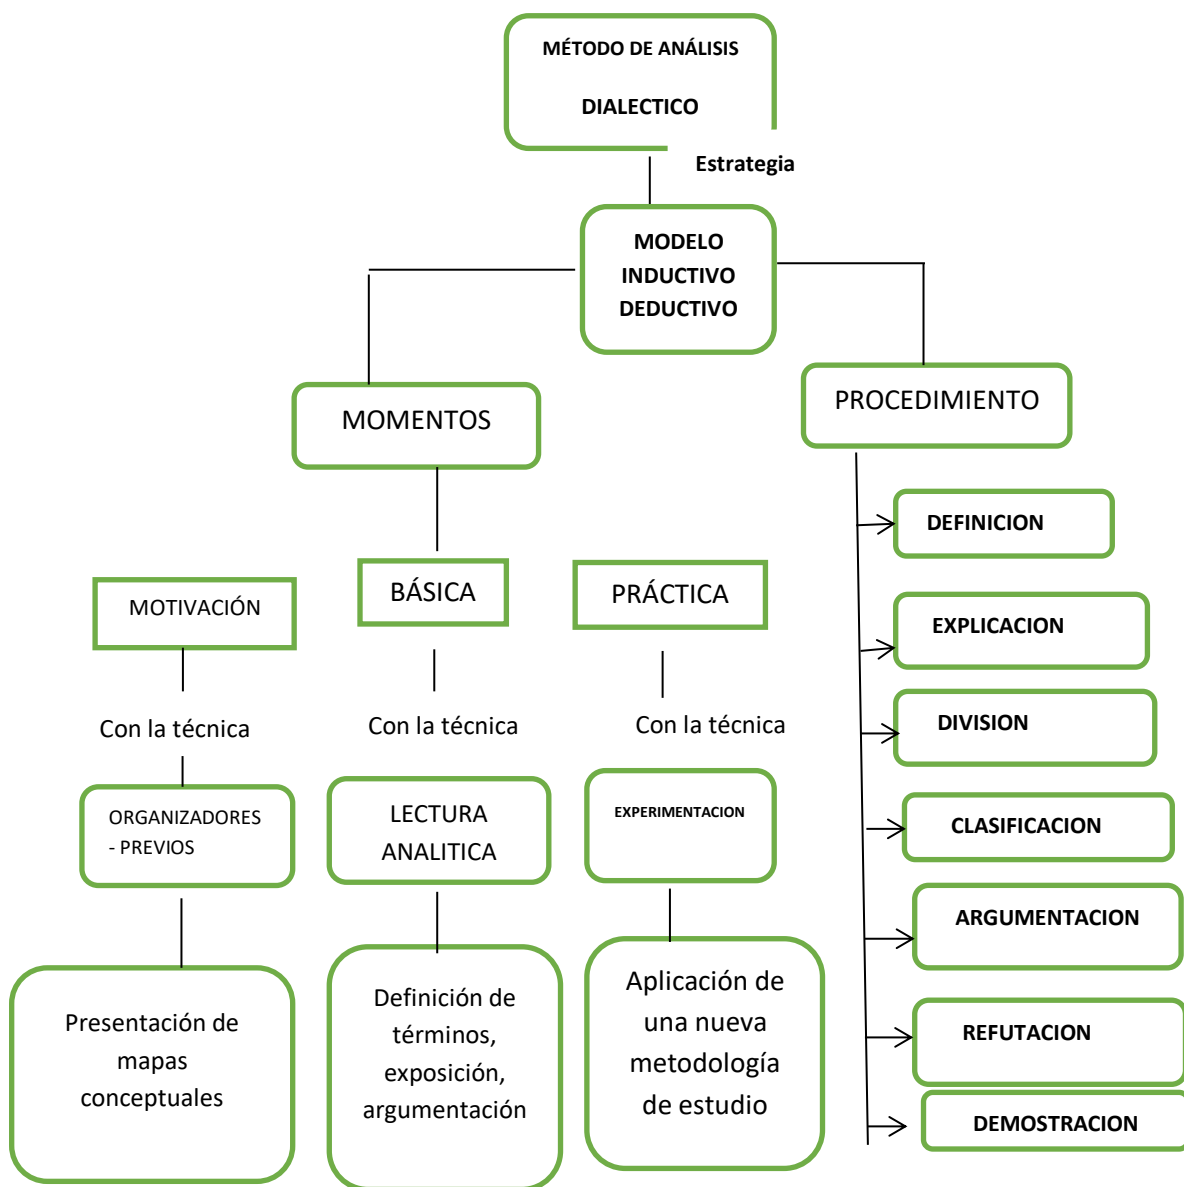 MÉTODO DE ANÁLISIS
DIALECTICO
Estrategia
MODELO
INDUCTIVO
DEDUCTIVO
MOMENTOS
PROCEDIMIENTO
MOTIVACIÓN
BÁSICA
PRÁCTICA
Con la técnica
Con la técnica
Con la técnica
ORGANIZADORES
- PREVIOS
LECTURA
ANALITICA
EXPERIMENTACION
Presentación de
mapas
conceptuales
Definición de
términos,
exposición,
argumentación
Aplicación de
una nueva
metodología
de estudio
DEFINICION
EXPLICACION
DIVISION
CLASIFICACION
ARGUMENTACION
REFUTACION
DEMOSTRACION